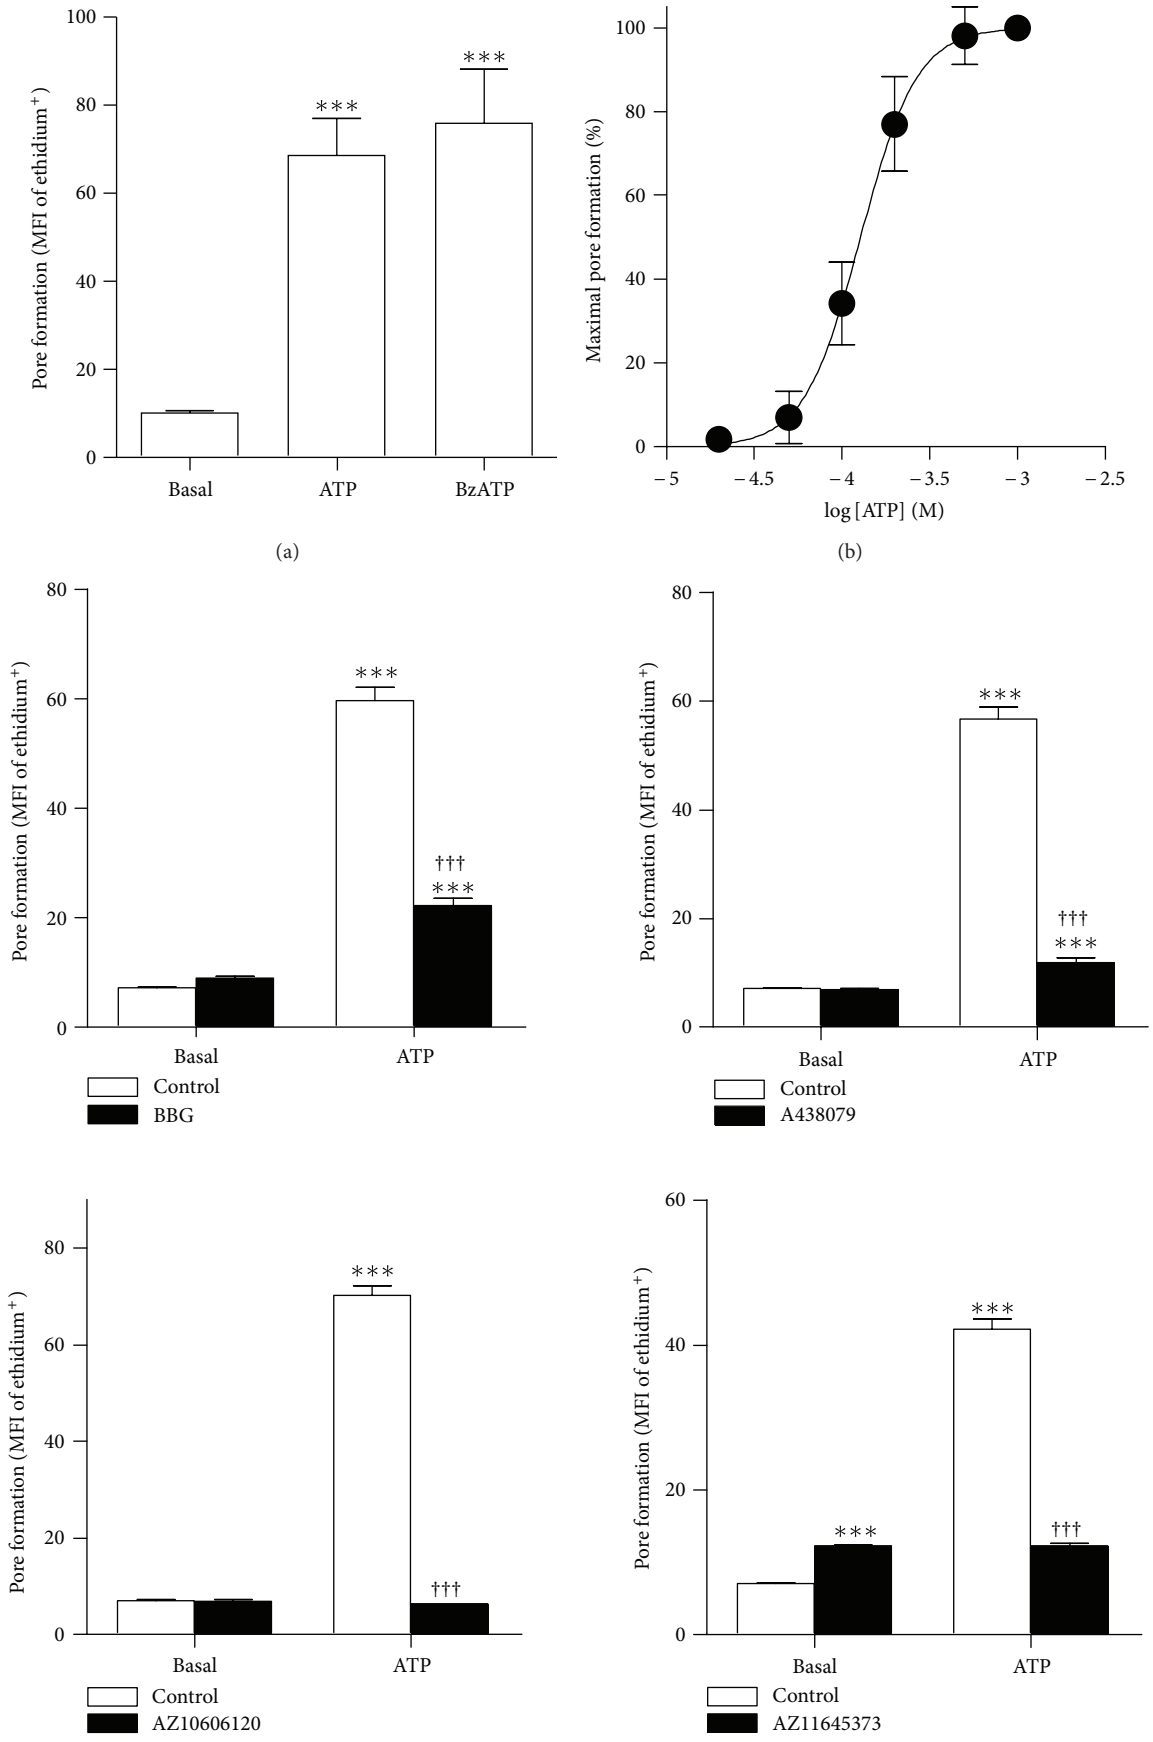 Pore formation (MFI of ethidium⁺)
100
80
60
40
20
0
***
***
Basal
ATP
BzATP
(a)
Maximal pore formation (%)
100
80
60
40
20
0
−5
−4.5
−4
−3.5
−3
−2.5
log [ATP] (M)
(b)
Pore formation (MFI of ethidium⁺)
80
60
40
20
0
***
†††
***
Basal
ATP
Control
BBG
Pore formation (MFI of ethidium⁺)
80
60
40
20
0
***
†††
***
Basal
ATP
Control
A438079
Pore formation (MFI of ethidium⁺)
80
60
40
20
0
***
†††
Basal
ATP
Control
AZ10606120
Pore formation (MFI of ethidium⁺)
60
40
20
0
***
***
†††
Basal
ATP
Control
AZ11645373